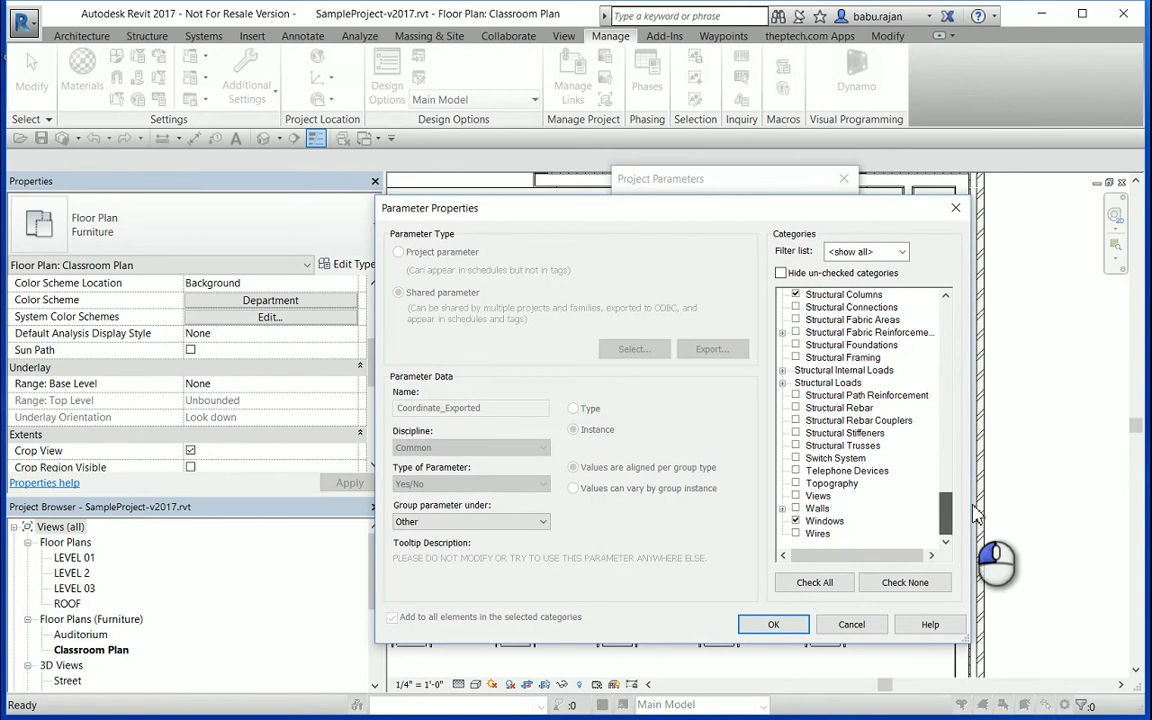 Autodesk Revit 2017 - Not For Resale Version - SampleProject-v2017.rvt - Floor Plan: Classroom Plan
Type a keyword or phrase
babu.rajan
Architecture Structure Systems Insert Annotate Analyze Massing & Site Collaborate View Manage Add-Ins Waypoints theptech.com Apps Modify
Modify
Materials
Additional Settings
Design Options
Main Model
Manage Links
Phases
Dynamo
Select
Settings
Project Location
Design Options
Manage Project
Phasing
Selection
Inquiry
Macros
Visual Programming
Properties
Floor Plan
Furniture
Floor Plan: Classroom Plan
Edit Type
Color Scheme Location Background
Color Scheme Department
System Color Schemes Edit...
Default Analysis Display Style None
Sun Path
Underlay
Range: Base Level None
Range: Top Level Unbounded
Underlay Orientation Look down
Extents
Crop View
Crop Region Visible
Properties help
Apply
Project Browser - SampleProject-v2017.rvt
Views (all)
Floor Plans
LEVEL 01
LEVEL 2
LEVEL 03
ROOF
Floor Plans (Furniture)
Auditorium
Classroom Plan
3D Views
Street
Project Parameters
Parameter Properties
Parameter Type
Project parameter
(Can appear in schedules but not in tags)
Shared parameter
(Can be shared by multiple projects and families, exported to ODBC, and
appear in schedules and tags)
Select...
Export...
Parameter Data
Name:
Coordinate_Exported
Type
Discipline:
Instance
Common
Type of Parameter:
Values are aligned per group type
Yes/No
Values can vary by group instance
Group parameter under:
Other
Tooltip Description:
PLEASE DO NOT MODIFY OR TRY TO USE THIS PARAMETER ANYWHERE ELSE.
Add to all elements in the selected categories
Categories
Filter list: <show all>
Hide un-checked categories
Structural Columns
Structural Connections
Structural Fabric Areas
Structural Fabric Reinforceme...
Structural Foundations
Structural Framing
Structural Internal Loads
Structural Loads
Structural Path Reinforcement
Structural Rebar
Structural Rebar Couplers
Structural Stiffeners
Structural Trusses
Switch System
Telephone Devices
Topography
Views
Walls
Windows
Wires
Check All
Check None
OK
Cancel
Help
1/4" = 1'-0"
Ready
:0
Main Model
:0